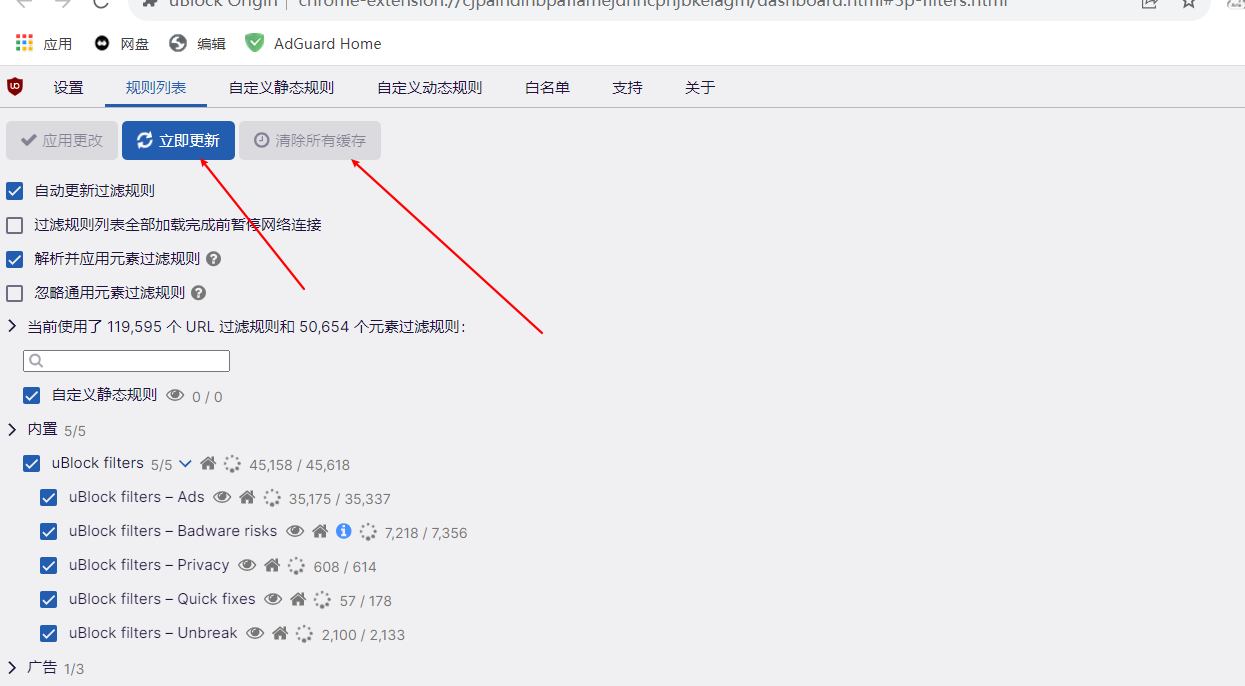 uBlock Origin | chrome-extension://cjpalhdlnbpafiamejdnhcphjbkeiagm/dashboard.html#3p-filters.html
应用 网盘 编辑 AdGuard Home
设置 规则列表 自定义静态规则 自定义动态规则 白名单 支持 关于
应用更改 立即更新 清除所有缓存
自动更新过滤规则
过滤规则列表全部加载完成前暂停网络连接
解析并应用元素过滤规则
忽略通用元素过滤规则
当前使用了 119,595 个 URL 过滤规则和 50,654 个元素过滤规则：
自定义静态规则 0 / 0
内置 5/5
uBlock filters 5/5 45,158 / 45,618
uBlock filters – Ads 35,175 / 35,337
uBlock filters – Badware risks 7,218 / 7,356
uBlock filters – Privacy 608 / 614
uBlock filters – Quick fixes 57 / 178
uBlock filters – Unbreak 2,100 / 2,133
广告 1/3